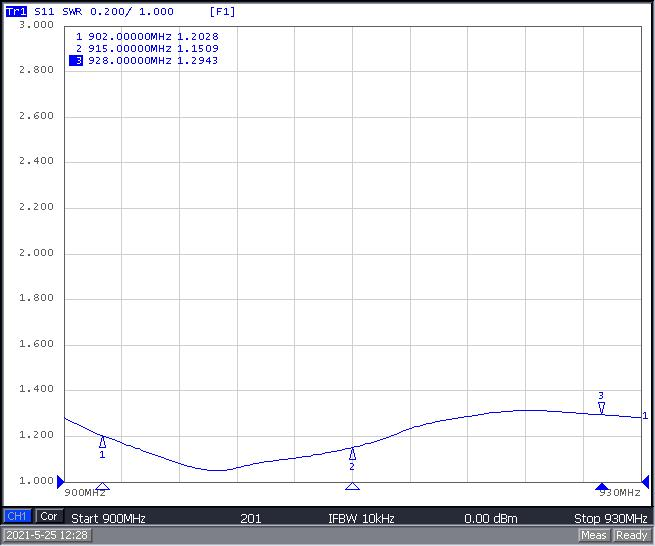 Tr1 S11 SWR 0.200/ 1.000 [F1]
3.000
1 902.00000MHz 1.2028
2 915.00000MHz 1.1509
3 928.00000MHz 1.2943
2.800
2.600
2.400
2.200
2.000
1.800
1.600
1.400
3
1
1.200
1
2
1.000
900MHz 930MHz
CH1 Cor Start 900MHz 201 IFBW 10kHz 0.00 dBm Stop 930MHz
2021-5-25 12:28 Meas Ready